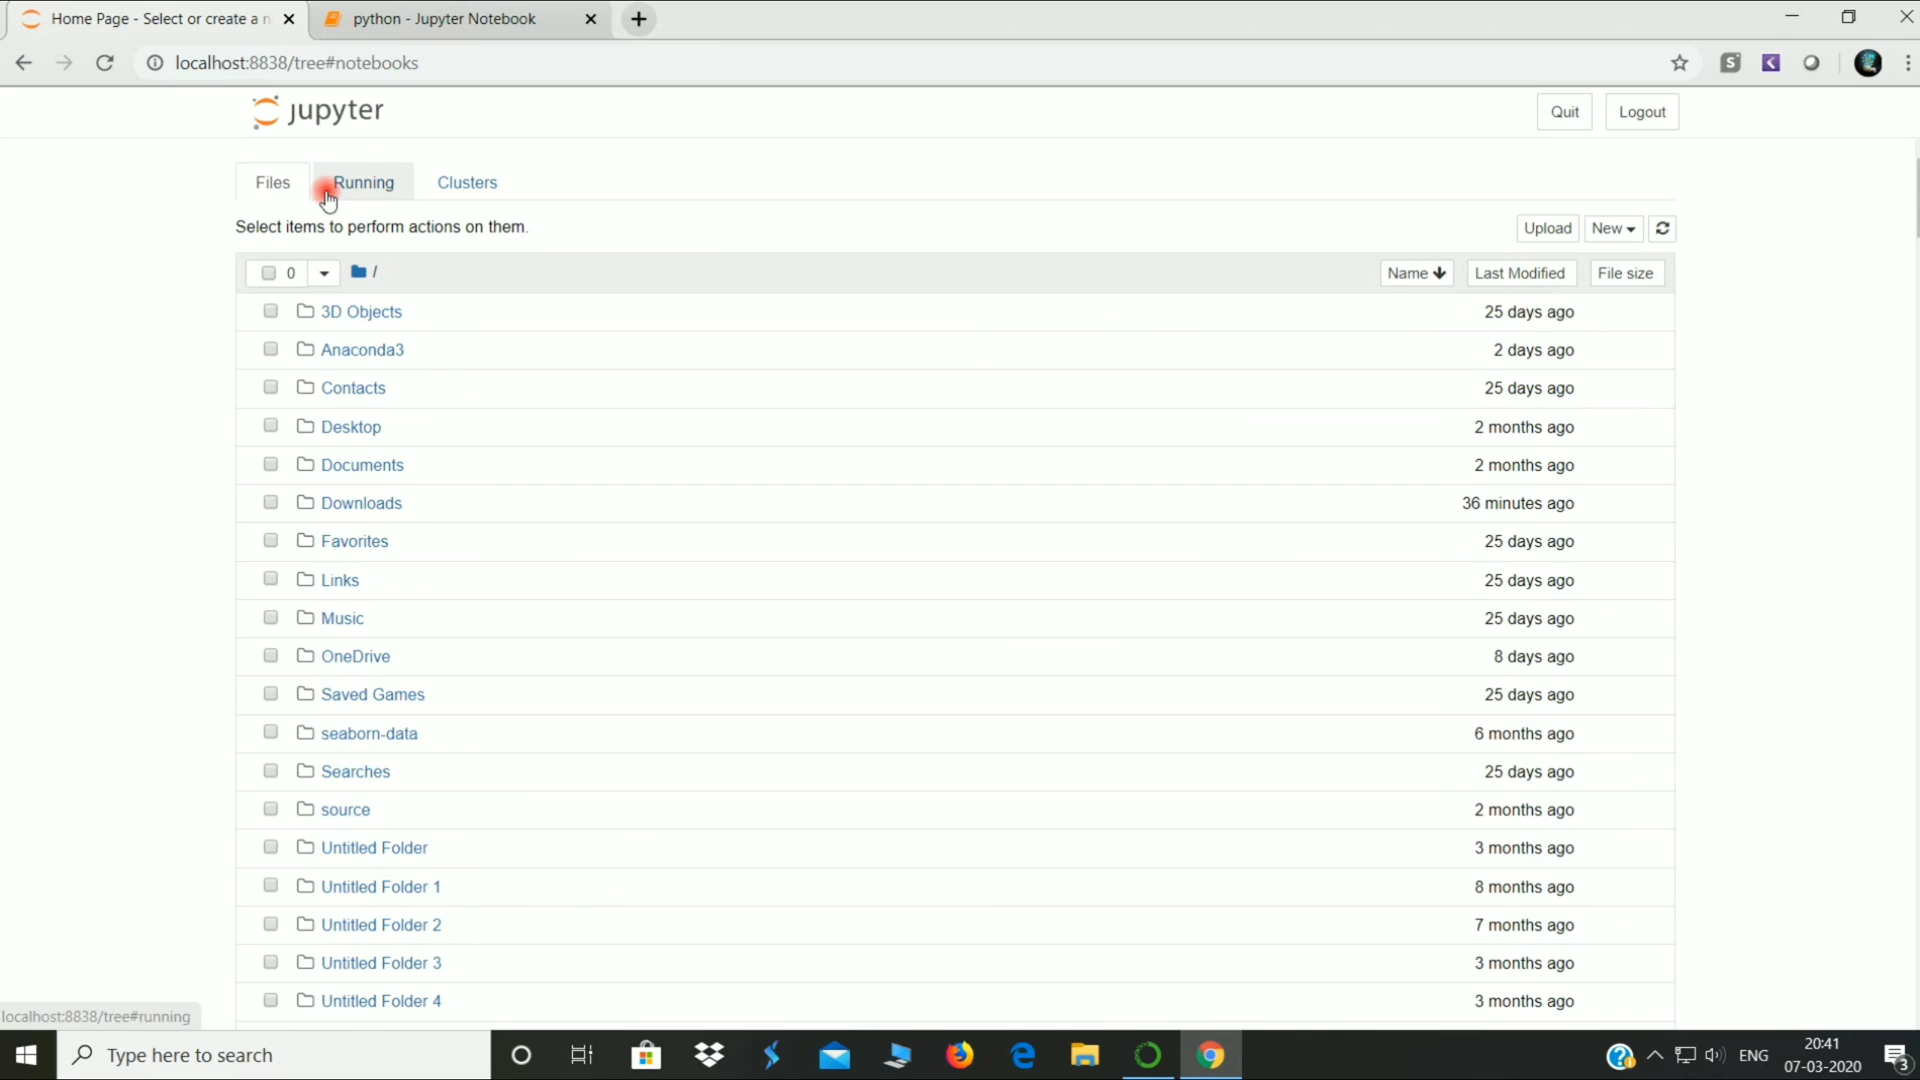 Home Page - Select or create a n
python - Jupyter Notebook
localhost:8838/tree#notebooks
S
jupyter
Quit
Logout
Files
Running
Clusters
Select items to perform actions on them.
Upload
New
0
/
Name
Last Modified
File size
3D Objects 25 days ago
Anaconda3 2 days ago
Contacts 25 days ago
Desktop 2 months ago
Documents 2 months ago
Downloads 36 minutes ago
Favorites 25 days ago
Links 25 days ago
Music 25 days ago
OneDrive 8 days ago
Saved Games 25 days ago
seaborn-data 6 months ago
Searches 25 days ago
source 2 months ago
Untitled Folder 3 months ago
Untitled Folder 1 8 months ago
Untitled Folder 2 7 months ago
Untitled Folder 3 3 months ago
Untitled Folder 4 3 months ago
localhost:8838/tree#running
Type here to search
ENG
20:41
07-03-2020
3